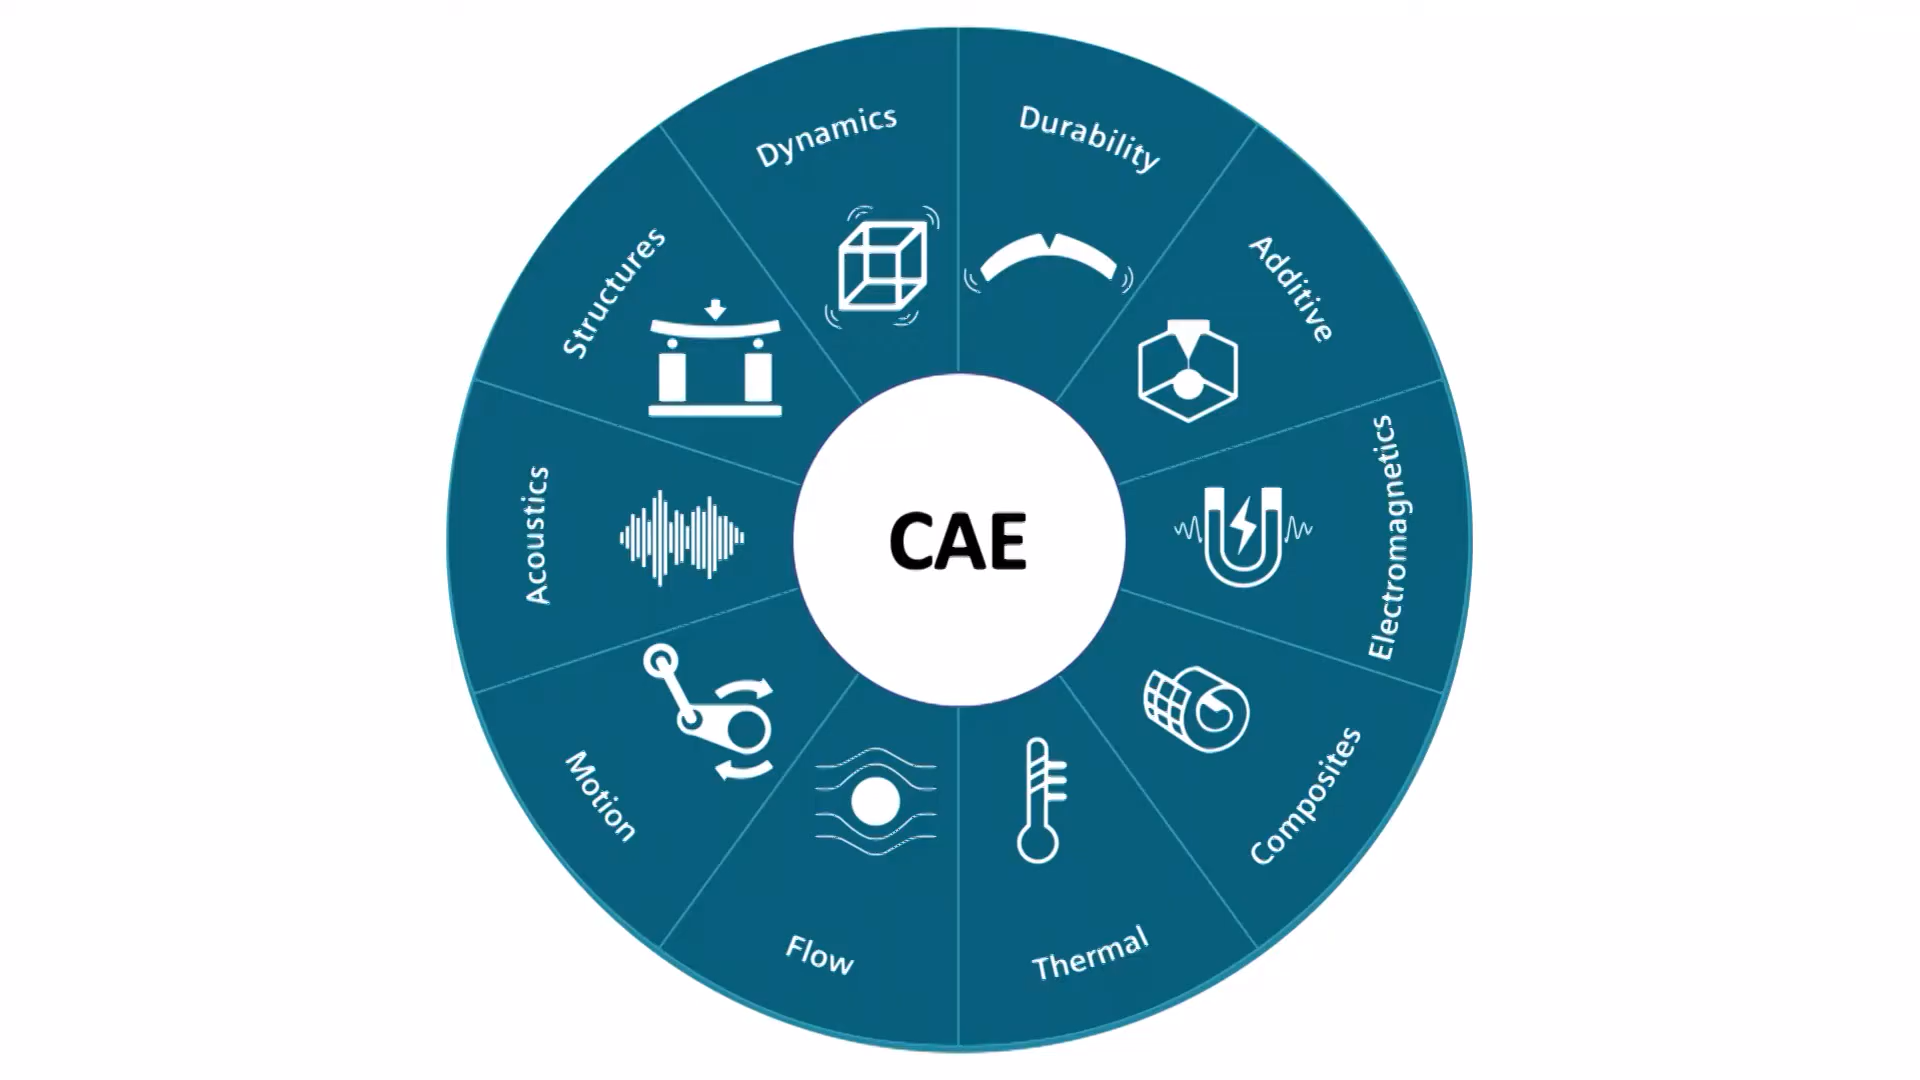 Dynamics
Durability
Additive
Electromagnetics
Composites
Thermal
Flow
Motion
Acoustics
Structures
CAE